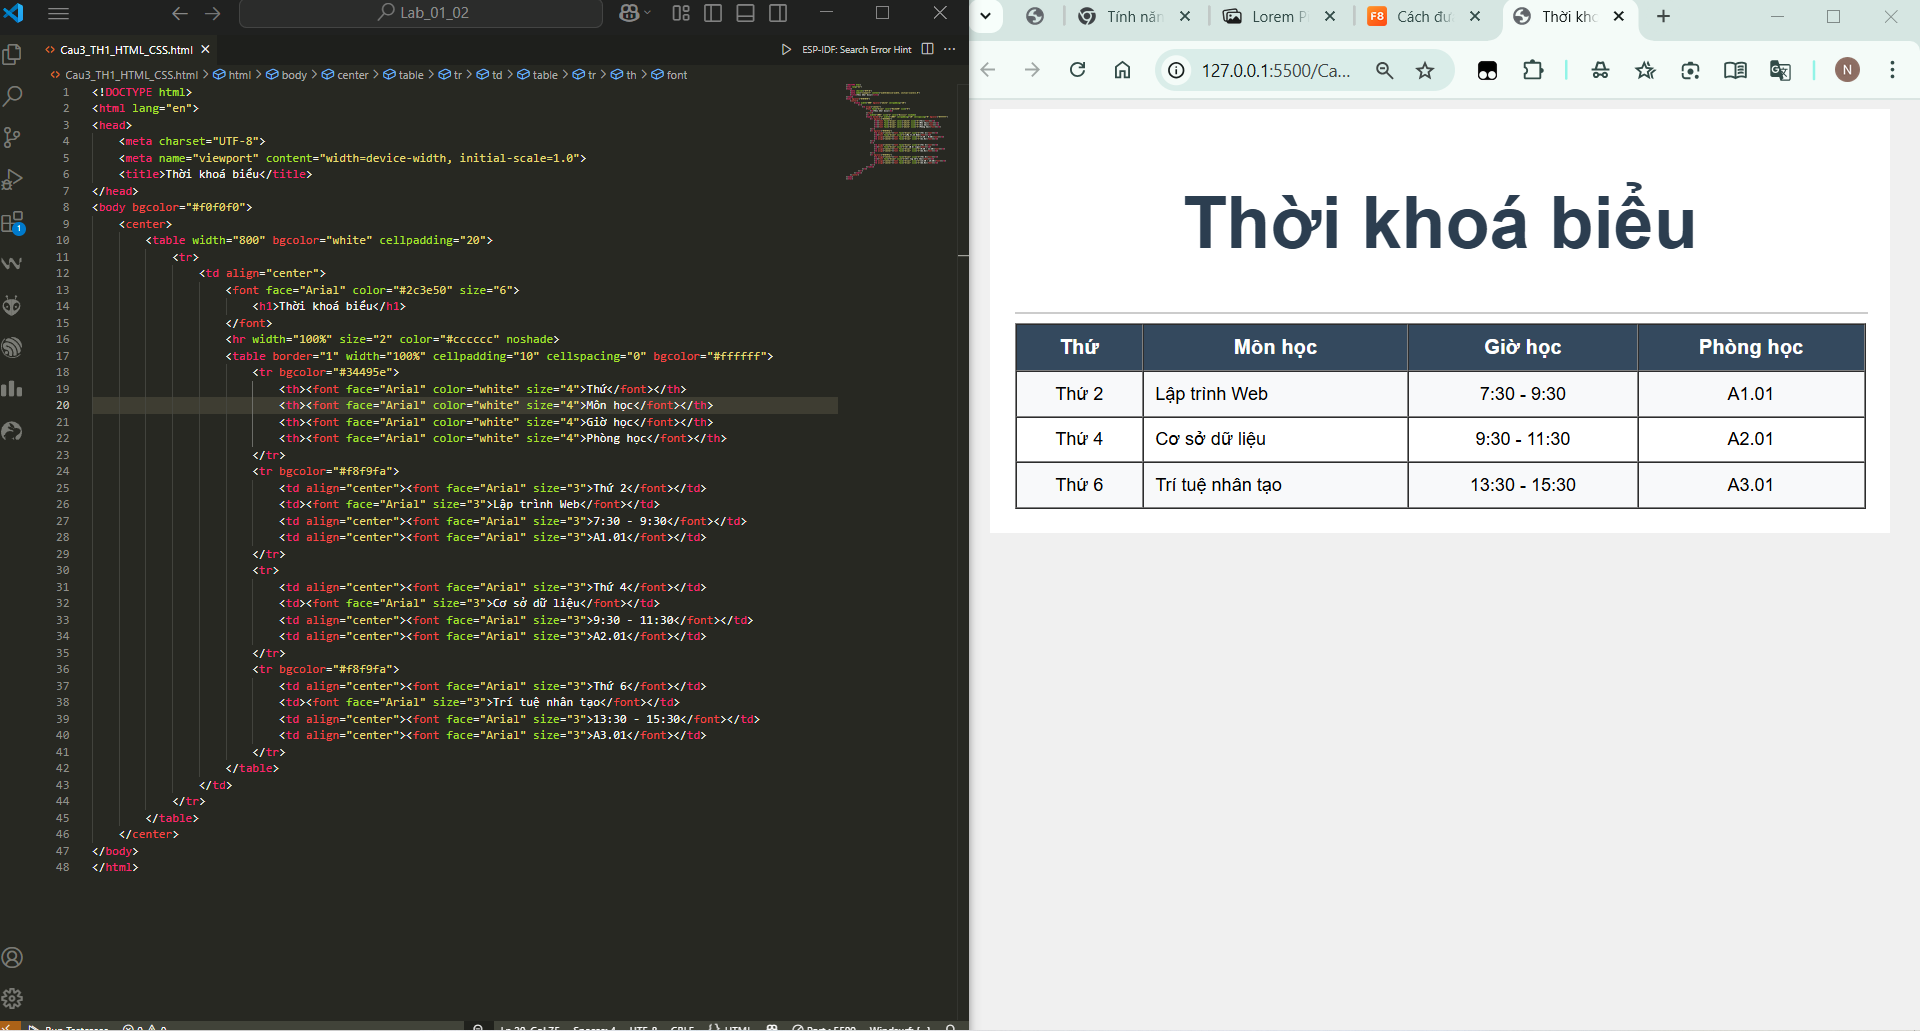 Lab_01_02
Cau3_TH1_HTML_CSS.html
ESP-IDF: Search Error Hint
Cau3_TH1_HTML_CSS.html > html > body > center > table > tr > td > table > tr > th > font
1 <!DOCTYPE html>
2 <html lang="en">
3 <head>
4 <meta charset="UTF-8">
5 <meta name="viewport" content="width=device-width, initial-scale=1.0">
6 <title>Thời khoá biểu</title>
7 </head>
8 <body bgcolor="#f0f0f0">
9 <center>
10 <table width="800" bgcolor="white" cellpadding="20">
11 <tr>
12 <td align="center">
13 <font face="Arial" color="#2c3e50" size="6">
14 <h1>Thời khoá biểu</h1>
15 </font>
16 <hr width="100%" size="2" color="#cccccc" noshade>
17 <table border="1" width="100%" cellpadding="10" cellspacing="0" bgcolor="#ffffff">
18 <tr bgcolor="#34495e">
19 <th><font face="Arial" color="white" size="4">Thứ</font></th>
20 <th><font face="Arial" color="white" size="4">Môn học</font></th>
21 <th><font face="Arial" color="white" size="4">Giờ học</font></th>
22 <th><font face="Arial" color="white" size="4">Phòng học</font></th>
23 </tr>
24 <tr bgcolor="#f8f9fa">
25 <td align="center"><font face="Arial" size="3">Thứ 2</font></td>
26 <td><font face="Arial" size="3">Lập trình Web</font></td>
27 <td align="center"><font face="Arial" size="3">7:30 - 9:30</font></td>
28 <td align="center"><font face="Arial" size="3">A1.01</font></td>
29 </tr>
30 <tr>
31 <td align="center"><font face="Arial" size="3">Thứ 4</font></td>
32 <td><font face="Arial" size="3">Cơ sở dữ liệu</font></td>
33 <td align="center"><font face="Arial" size="3">9:30 - 11:30</font></td>
34 <td align="center"><font face="Arial" size="3">A2.01</font></td>
35 </tr>
36 <tr bgcolor="#f8f9fa">
37 <td align="center"><font face="Arial" size="3">Thứ 6</font></td>
38 <td><font face="Arial" size="3">Trí tuệ nhân tạo</font></td>
39 <td align="center"><font face="Arial" size="3">13:30 - 15:30</font></td>
40 <td align="center"><font face="Arial" size="3">A3.01</font></td>
41 </tr>
42 </table>
43 </td>
44 </tr>
45 </table>
46 </center>
47 </body>
48 </html>
1
Tính năn
Lorem P
F8 Cách đư
Thời kho
127.0.0.1:5500/Ca...
N
Thời khoá biểu
Thứ Môn học Giờ học Phòng học
Thứ 2 Lập trình Web 7:30 - 9:30 A1.01
Thứ 4 Cơ sở dữ liệu 9:30 - 11:30 A2.01
Thứ 6 Trí tuệ nhân tạo 13:30 - 15:30 A3.01